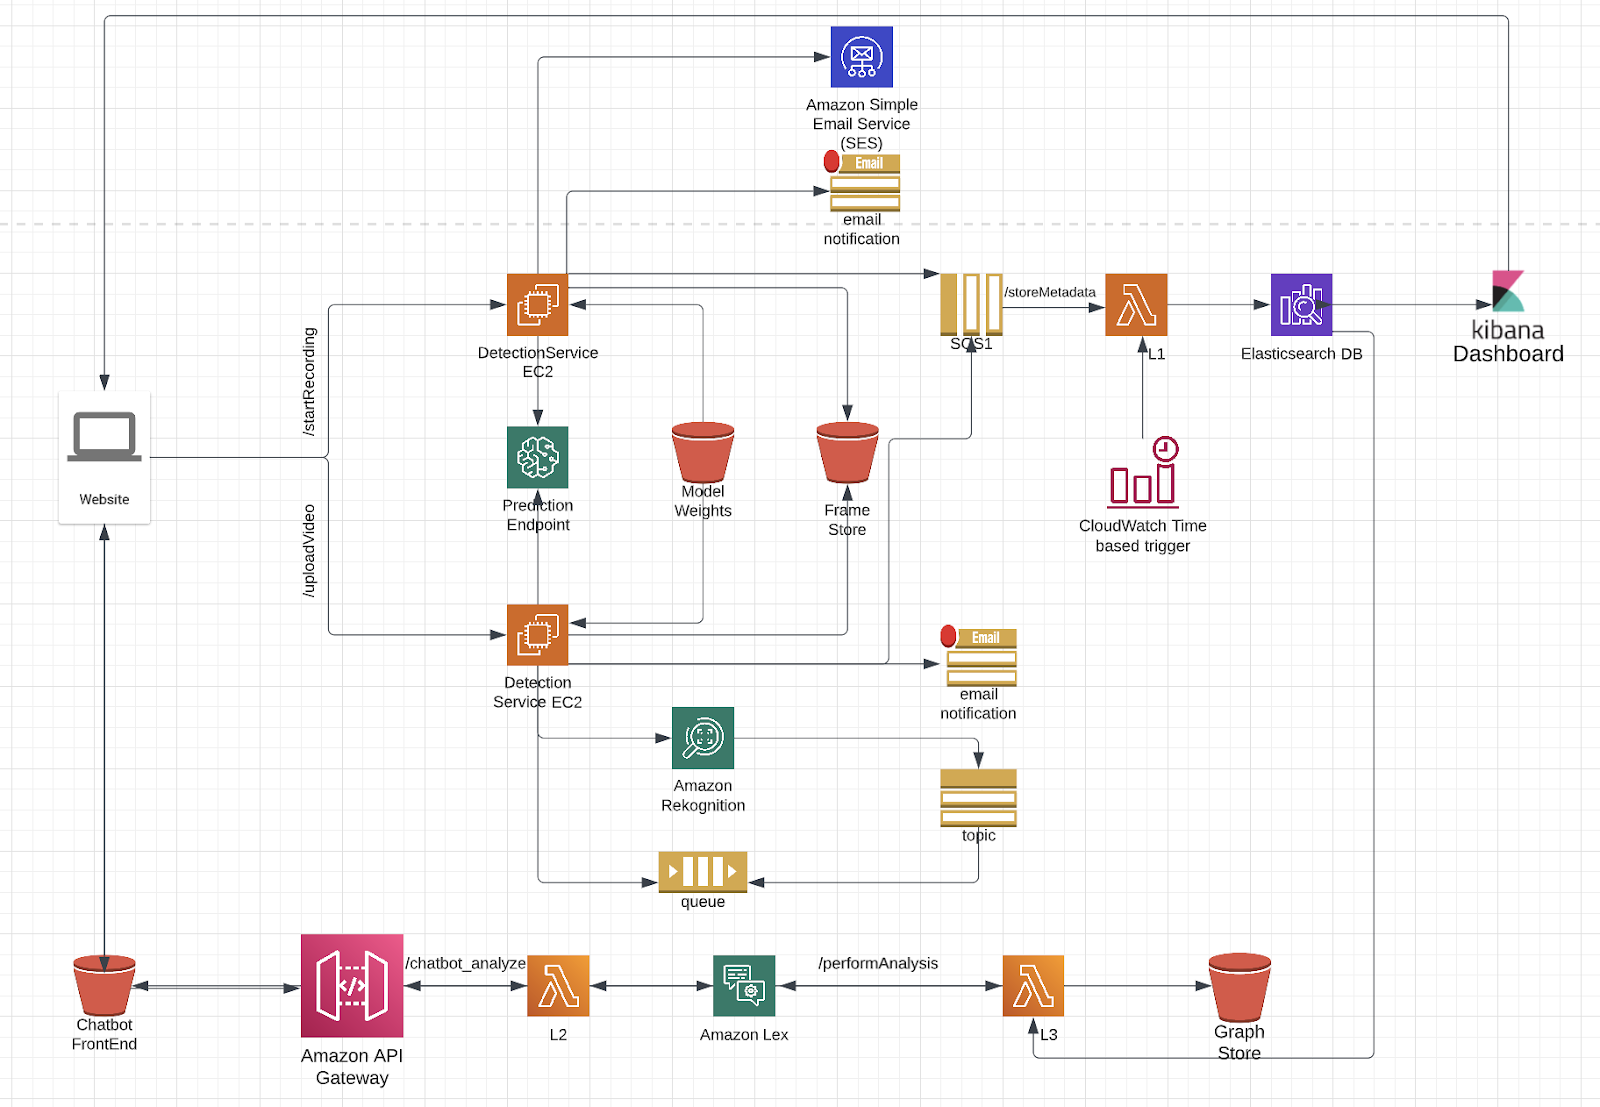 Amazon Simple
Email Service
(SES)
Email
email
notification
/startRecording
DetectionService
EC2
SQS1
/storeMetadata
L1
Elasticsearch DB
kibana
Dashboard
Website
Prediction
Endpoint
Model
Weights
Frame
Store
CloudWatch Time
based trigger
/uploadVideo
Detection
Service EC2
Email
email
notification
Amazon
Rekognition
topic
queue
Chatbot
FrontEnd
</>
Amazon API
Gateway
/chatbot_analyze
L2
Amazon Lex
/performAnalysis
L3
Graph
Store